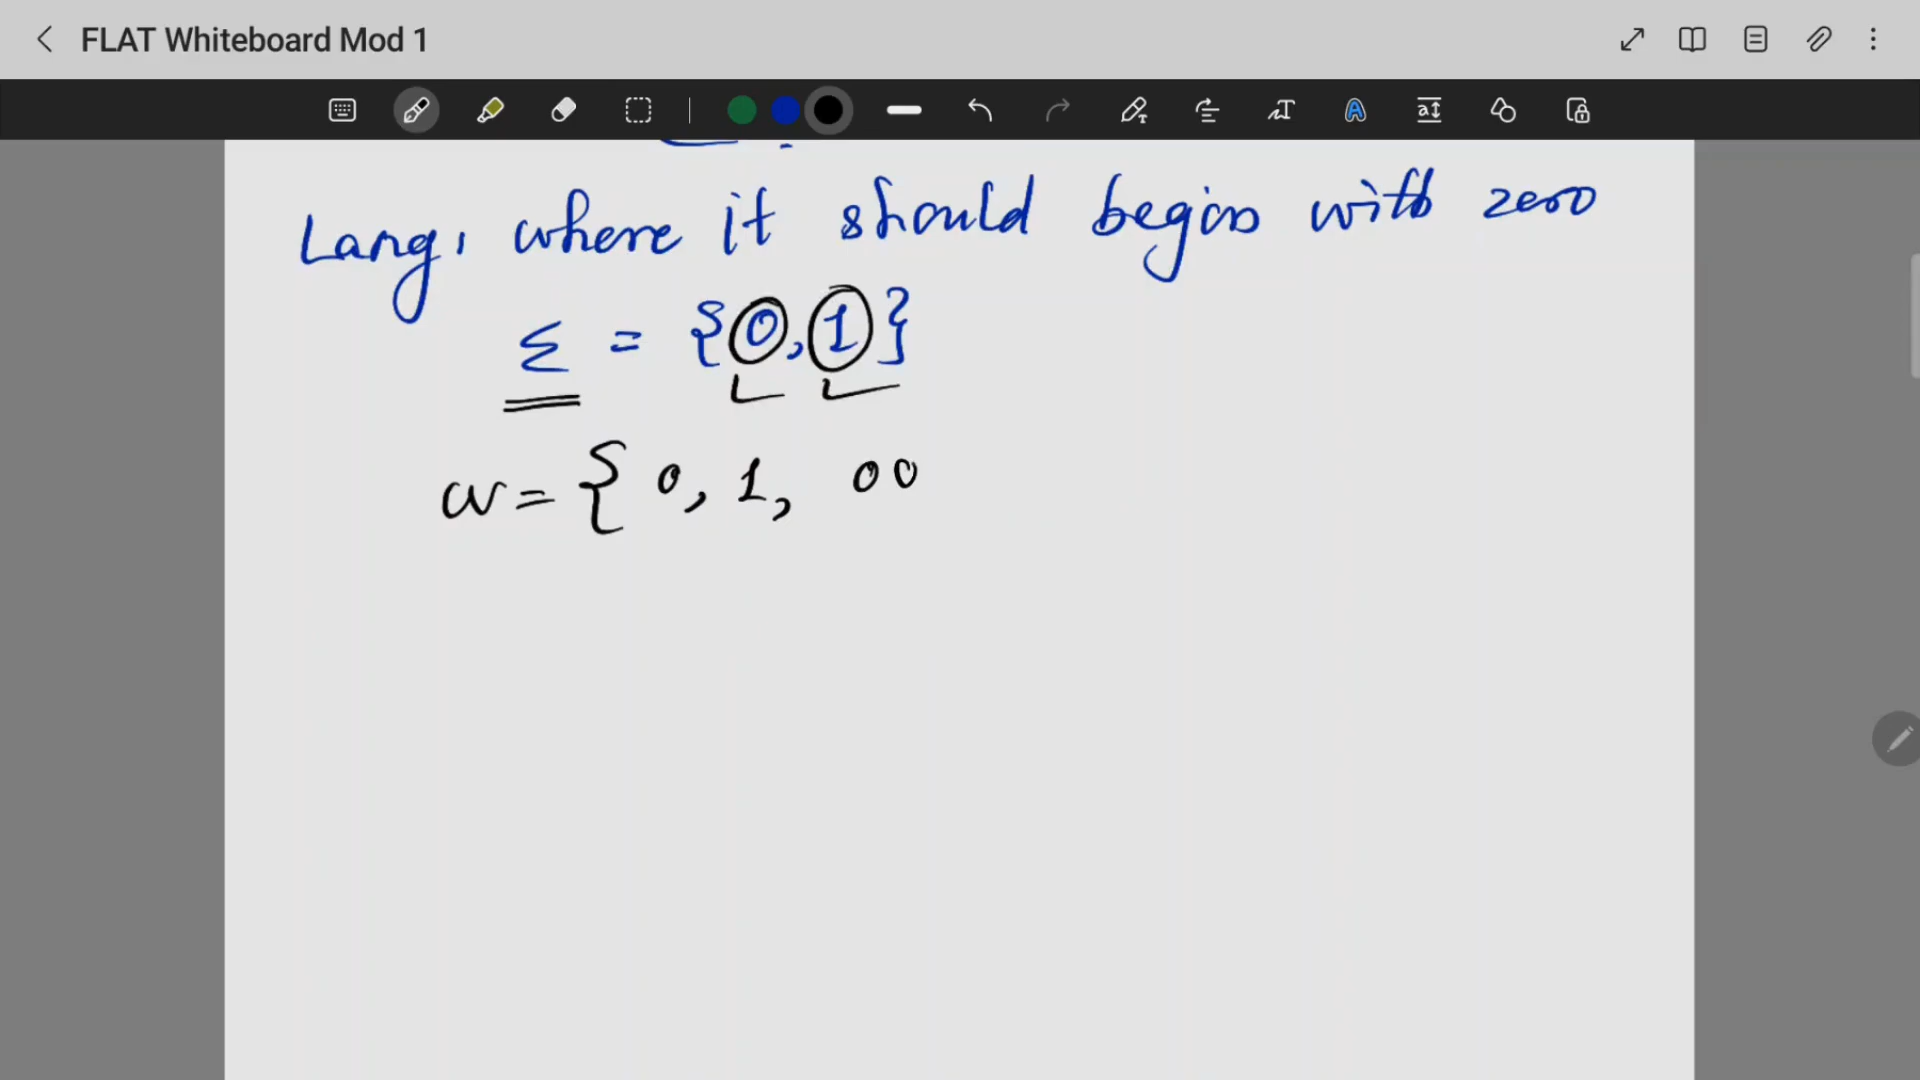 FLAT Whiteboard Mod 1
Lang, where it should begin with zero
Σ = {0,1}
w = { 0, 1, 00